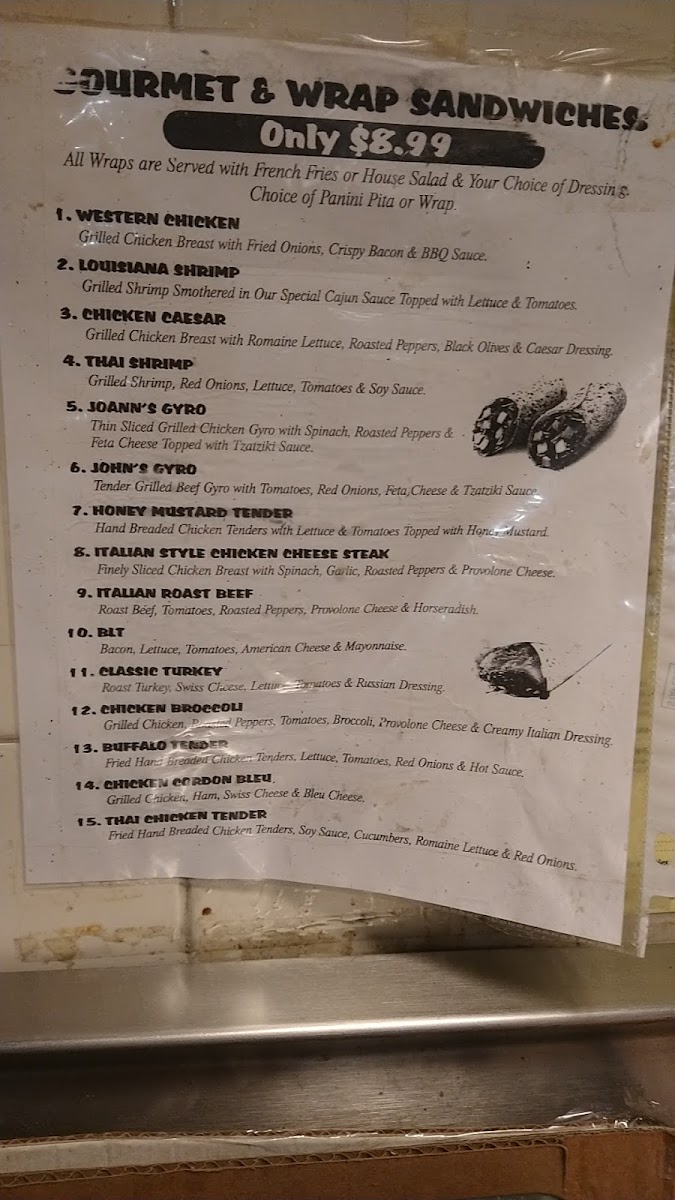 GOURMET & WRAP SANDWICHES
Only $8.99
All Wraps are Served with French Fries or House Salad & Your Choice of Dressing.
Choice of Panini Pita or Wrap.
1. WESTERN CHICKEN
Grilled Chicken Breast with Fried Onions, Crispy Bacon & BBQ Sauce.
2. LOUISIANA SHRIMP
Grilled Shrimp Smothered in Our Special Cajun Sauce Topped with Lettuce & Tomatoes.
3. CHICKEN CAESAR
Grilled Chicken Breast with Romaine Lettuce, Roasted Peppers, Black Olives & Caesar Dressing.
4. THAI SHRIMP
Grilled Shrimp, Red Onions, Lettuce, Tomatoes & Soy Sauce.
5. JOANN'S GYRO
Thin Sliced Grilled Chicken Gyro with Spinach, Roasted Peppers &
Feta Cheese Topped with Tzatziki Sauce.
6. JOHN'S GYRO
Tender Grilled Beef Gyro with Tomatoes, Red Onions, Feta Cheese & Tzatziki Sauce
7. HONEY MUSTARD TENDER
Hand Breaded Chicken Tenders with Lettuce & Tomatoes Topped with Honey Mustard.
8. ITALIAN STYLE CHICKEN CHEESE STEAK
Finely Sliced Chicken Breast with Spinach, Garlic, Roasted Peppers & Provolone Cheese.
9. ITALIAN ROAST BEEF
Roast Beef, Tomatoes, Roasted Peppers, Provolone Cheese & Horseradish.
10. BLT
Bacon, Lettuce, Tomatoes, American Cheese & Mayonnaise.
11. CLASSIC TURKEY
Roast Turkey, Swiss Cheese, Lettuce, Tomatoes & Russian Dressing.
12. CHICKEN BROCCOLI
Grilled Chicken, Roasted Peppers, Tomatoes, Broccoli, Provolone Cheese & Creamy Italian Dressing.
13. BUFFALO TENDER
Fried Hand Breaded Chicken Tenders, Lettuce, Tomatoes, Red Onions & Hot Sauce.
14. CHICKEN CORDON BLEU
Grilled Chicken, Ham, Swiss Cheese & Bleu Cheese.
15. THAI CHICKEN TENDER
Fried Hand Breaded Chicken Tenders, Soy Sauce, Cucumbers, Romaine Lettuce & Red Onions.